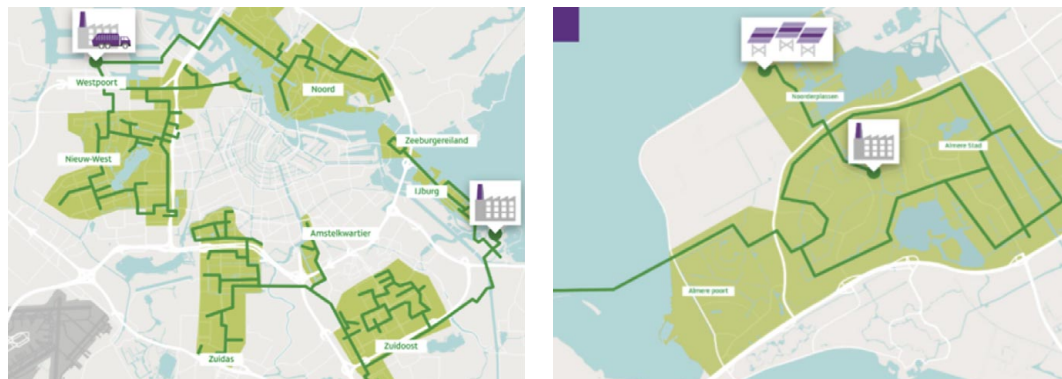 Westpoort
Noord
Zeeburgereiland
Nieuw-West
IJburg
Amstelkwartier
Zuidoost
Zuidas
Noorderplassen
Almere Stad
Almere poort